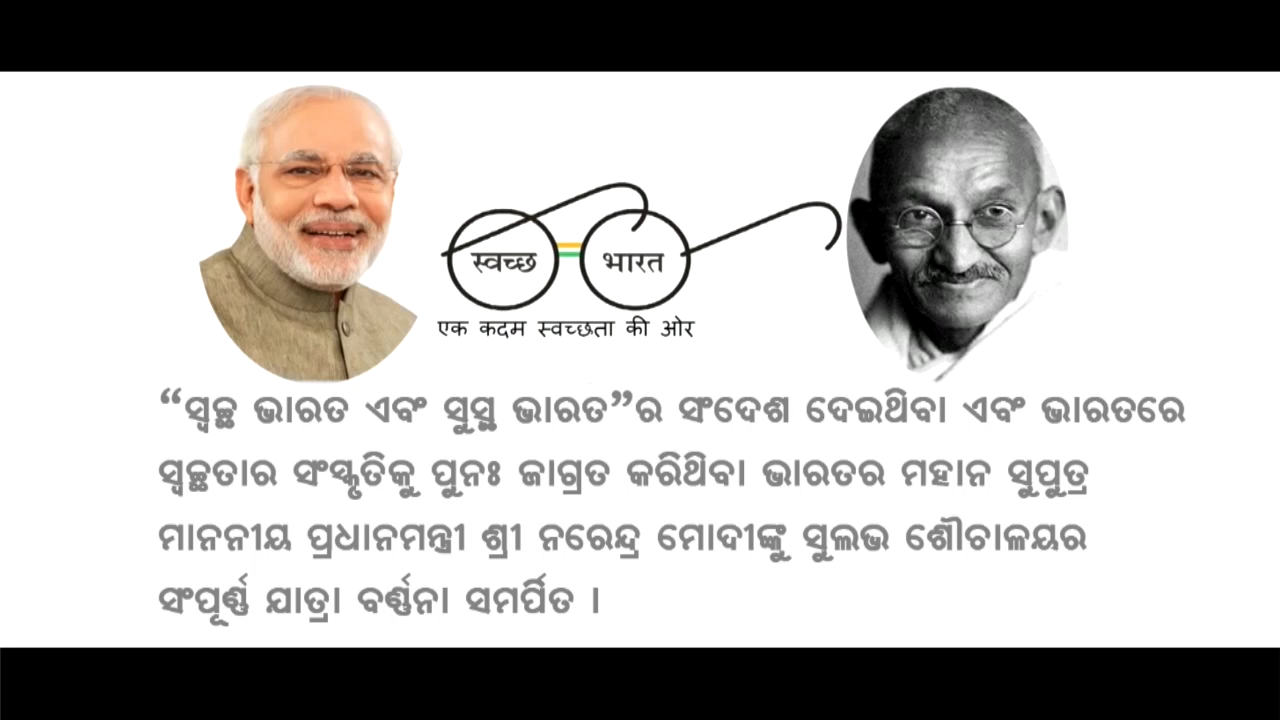 स्वच्छ भारत
एक कदम स्वच्छता की ओर
“ସ୍ୱଚ୍ଛ ଭାରତ ଏବଂ ସୁସ୍ଥ ଭାରତ”ର ସଂଦେଶ ଦେଇଥିବା ଏବଂ ଭାରତରେ
ସ୍ୱଚ୍ଛତାର ସଂସ୍କୃତିକୁ ପୁନଃ ଜାଗ୍ରତ କରିଥିବା ଭାରତର ମହାନ ସୁପୁତ୍ର
ମାନନୀୟ ପ୍ରଧାନମନ୍ତ୍ରୀ ଶ୍ରୀ ନରେନ୍ଦ୍ର ମୋଦୀଙ୍କୁ ସୁଲଭ ଶୌଚାଳୟର
ସଂପୂର୍ଣ୍ଣ ଯାତ୍ରା ବର୍ଣ୍ଣନା ସମର୍ପିତ ।